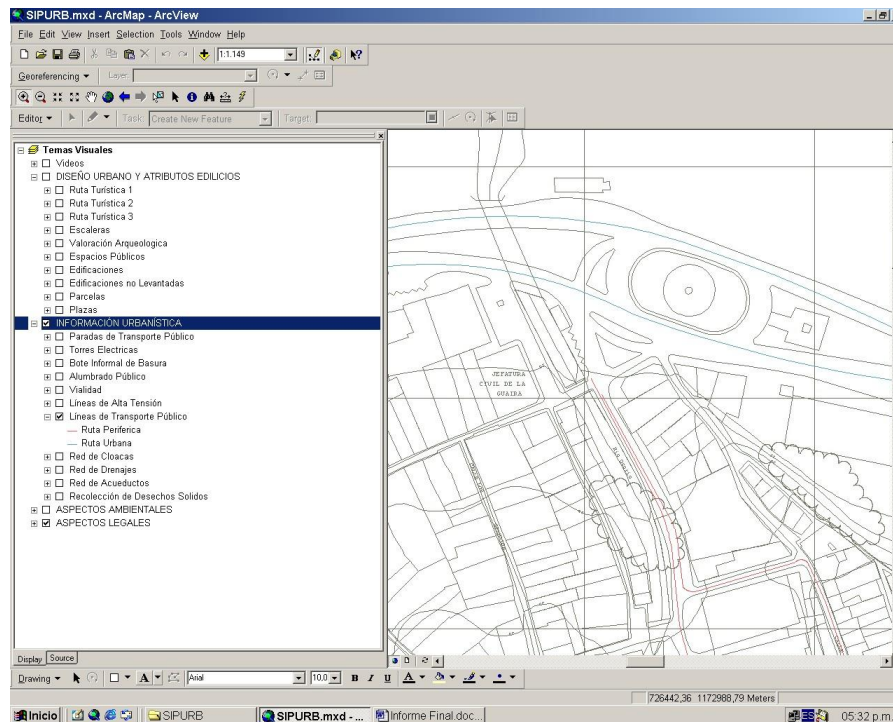 SIPURB.mxd - ArcMap - ArcView
File Edit View Insert Selection Tools Window Help
1:1.149
Georeferencing Layer:
Editor Task: Create New Feature Target:
Temas Visuales
Videos
DISEÑO URBANO Y ATRIBUTOS EDILICIOS
Ruta Turística 1
Ruta Turística 2
Ruta Turística 3
Escaleras
Valoración Arqueologica
Espacios Públicos
Edificaciones
Edificaciones no Levantadas
Parcelas
Plazas
INFORMACIÓN URBANÍSTICA
Paradas de Transporte Público
Torres Electricas
Bote Informal de Basura
Alumbrado Público
Vialidad
Líneas de Alta Tensión
Líneas de Transporte Público
Ruta Periferica
Ruta Urbana
Red de Cloacas
Red de Drenajes
Red de Acueductos
Recolección de Desechos Solidos
ASPECTOS AMBIENTALES
ASPECTOS LEGALES
JEFATURA
CIVIL DE LA
GUAIRA
Display Source
Drawing A Arial 10,0 B I U A
726442,36 1172988,79 Meters
Inicio SIPURB SIPURB.mxd - ... Informe Final.doc... ES 05:32 p.m.